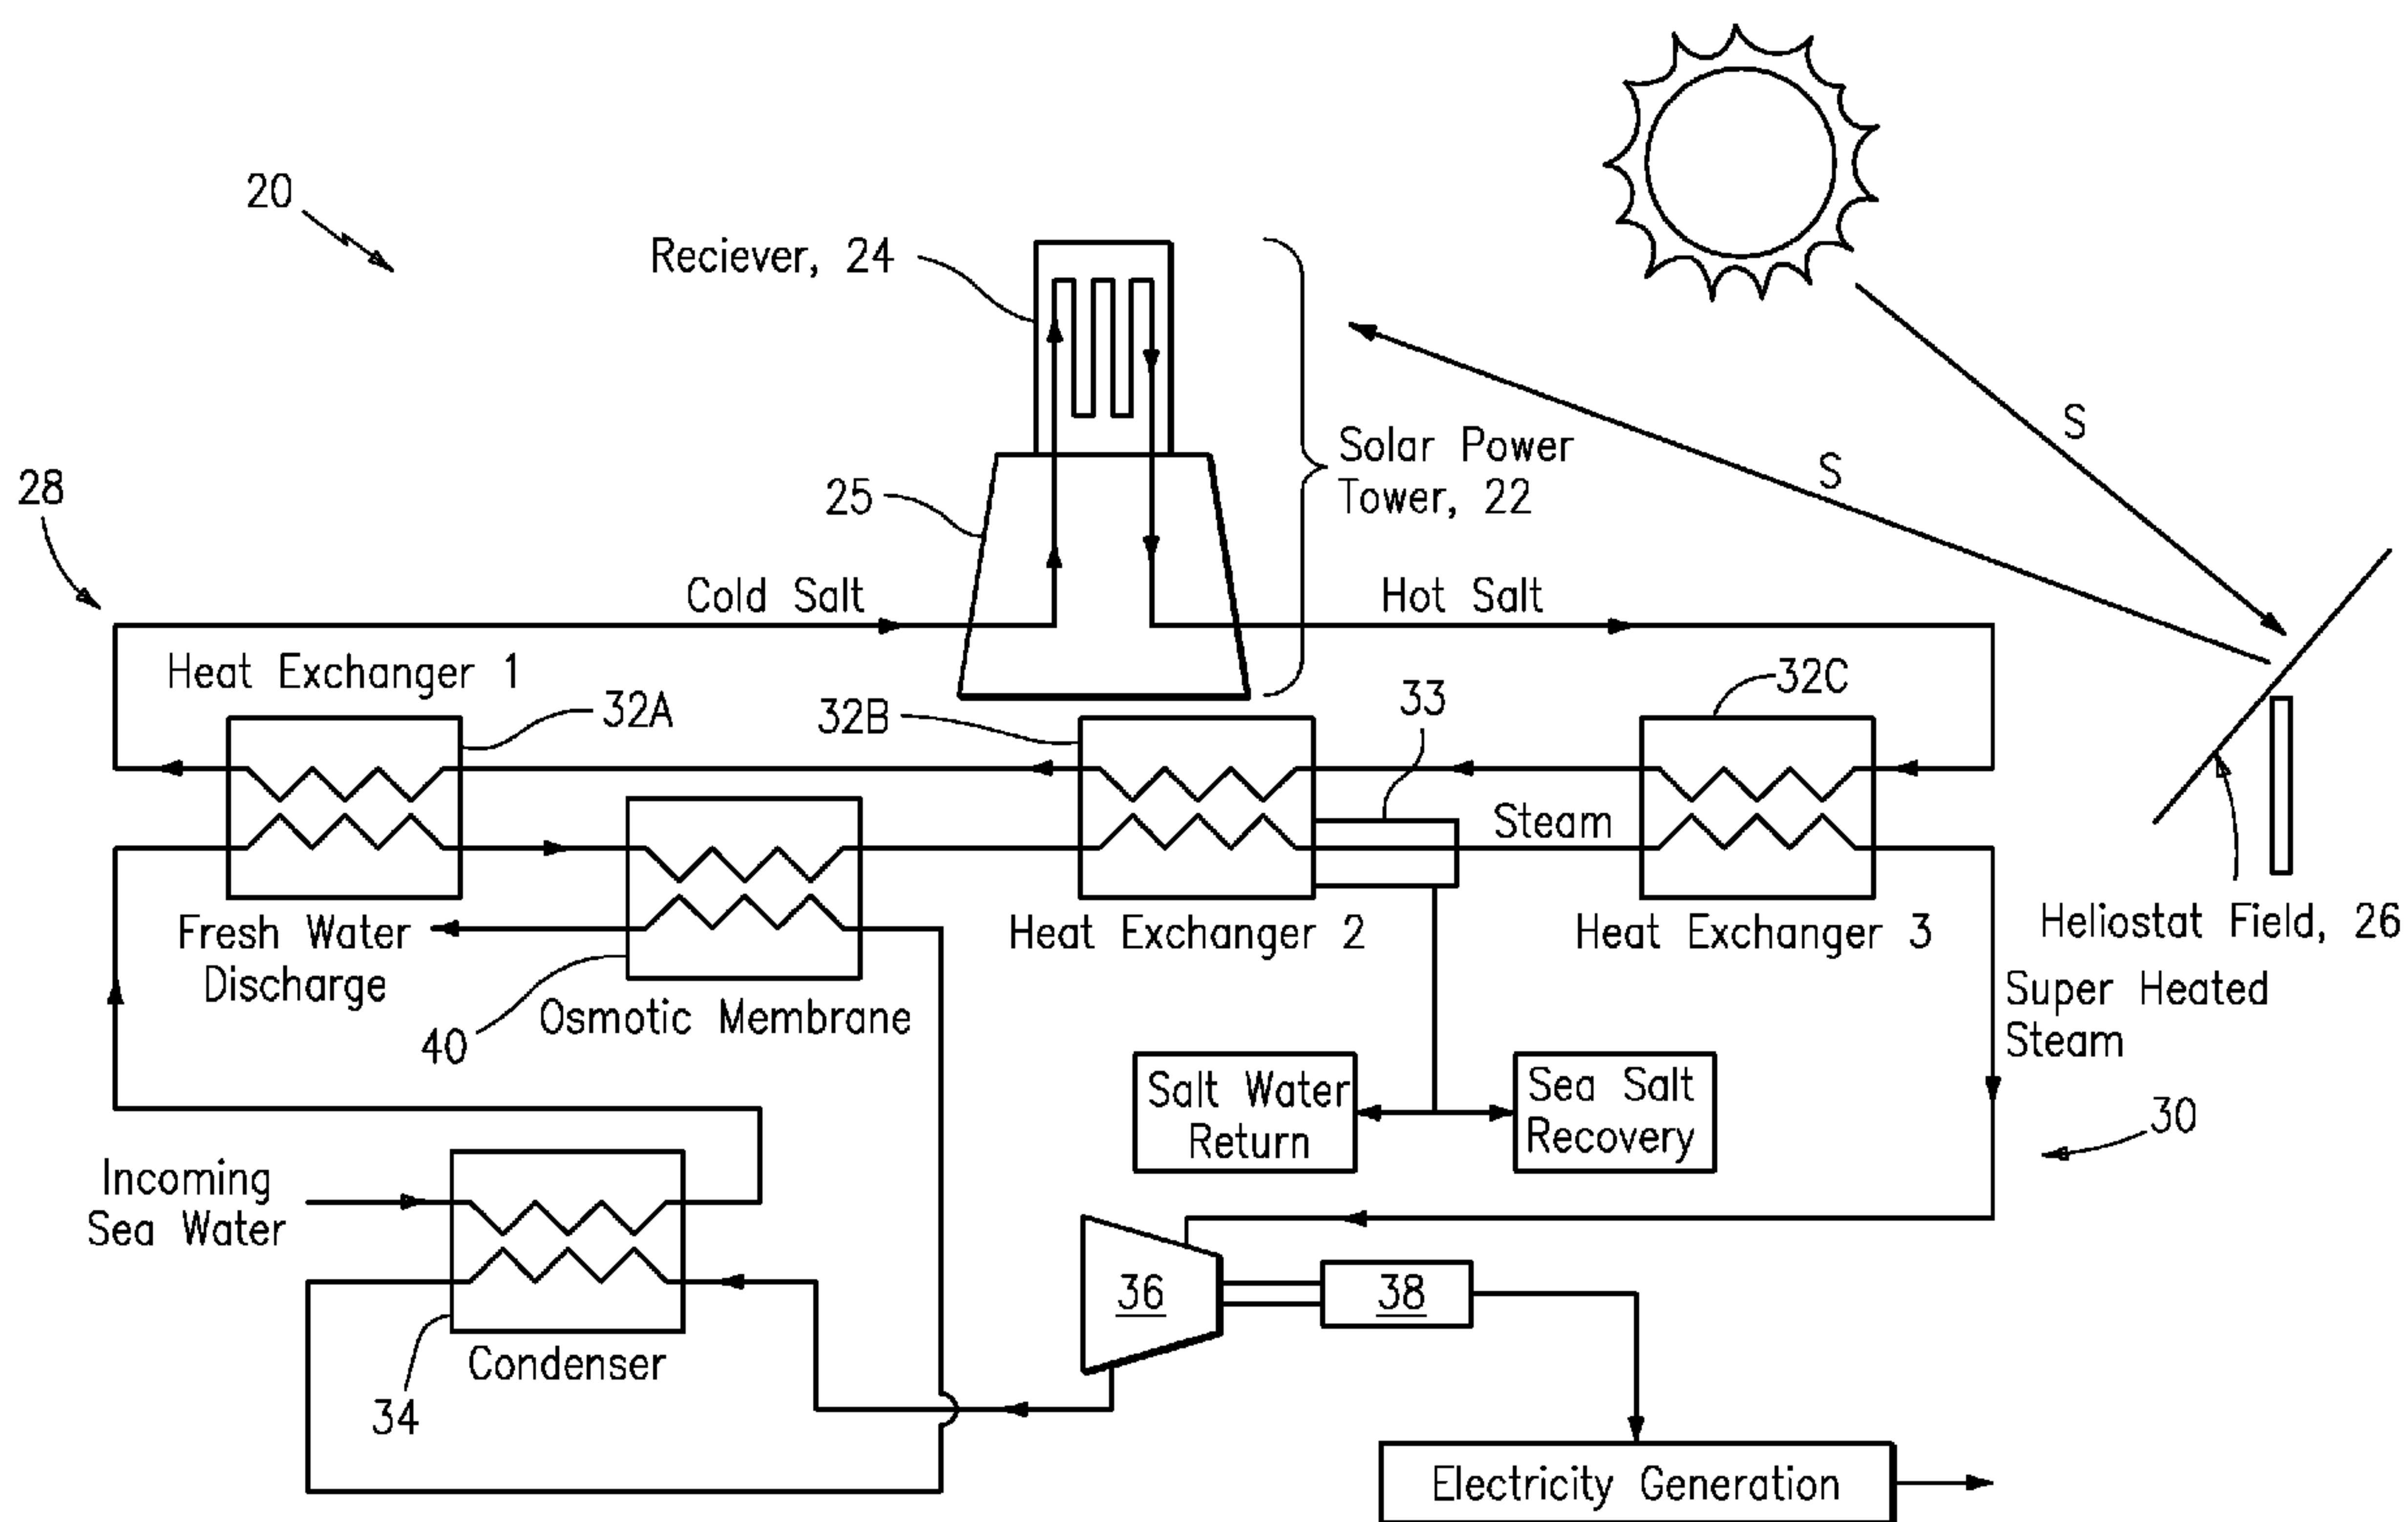 20
Reciever, 24
S
S
Solar Power
Tower, 22
28
25
Cold Salt
Hot Salt
Heat Exchanger 1
32A
32B
33
32C
Steam
Fresh Water
Discharge
Heat Exchanger 2
Heat Exchanger 3
Heliostat Field, 26
40
Osmotic Membrane
Super Heated
Steam
Salt Water
Return
Sea Salt
Recovery
30
Incoming
Sea Water
36
38
Condenser
34
Electricity Generation